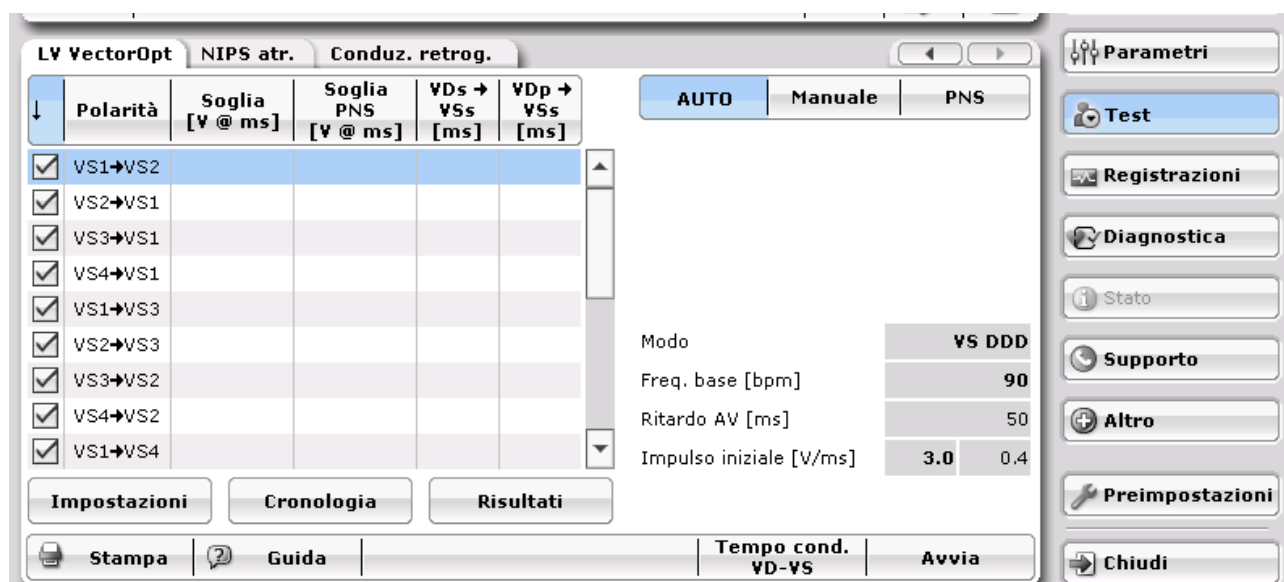 LV VectorOpt NIPS atr. Conduz. retrog.
↓ Polarità Soglia [V @ ms] Soglia PNS [V @ ms] VDs → VSs [ms] VDp → VSs [ms]
VS1→VS2
VS2→VS1
VS3→VS1
VS4→VS1
VS1→VS3
VS2→VS3
VS3→VS2
VS4→VS2
VS1→VS4
Impostazioni Cronologia Risultati
AUTO Manuale PNS
Modo VS DDD
Freq. base [bpm] 90
Ritardo AV [ms] 50
Impulso iniziale [V/ms] 3.0 0.4
Stampa Guida Tempo cond. VD-VS Avvia
Parametri
Test
Registrazioni
Diagnostica
Stato
Supporto
Altro
Preimpostazioni
Chiudi